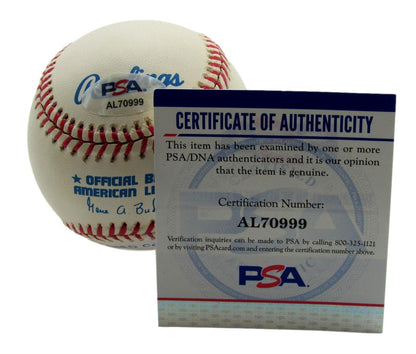 Rawlings
PSA
AL70999
OFFICIAL B
AMERICAN L
Gene A Bud
CERTIFICATE OF AUTHENTICITY
This item has been examined by one or more
PSA/DNA authenticators and it is our opinion
that the item is genuine.
Certification Number:
AL70999
Verification inquiries can be made to PSA by calling 800-325-1121
or by visiting PSAcard.com and entering the certification number above.
PSA